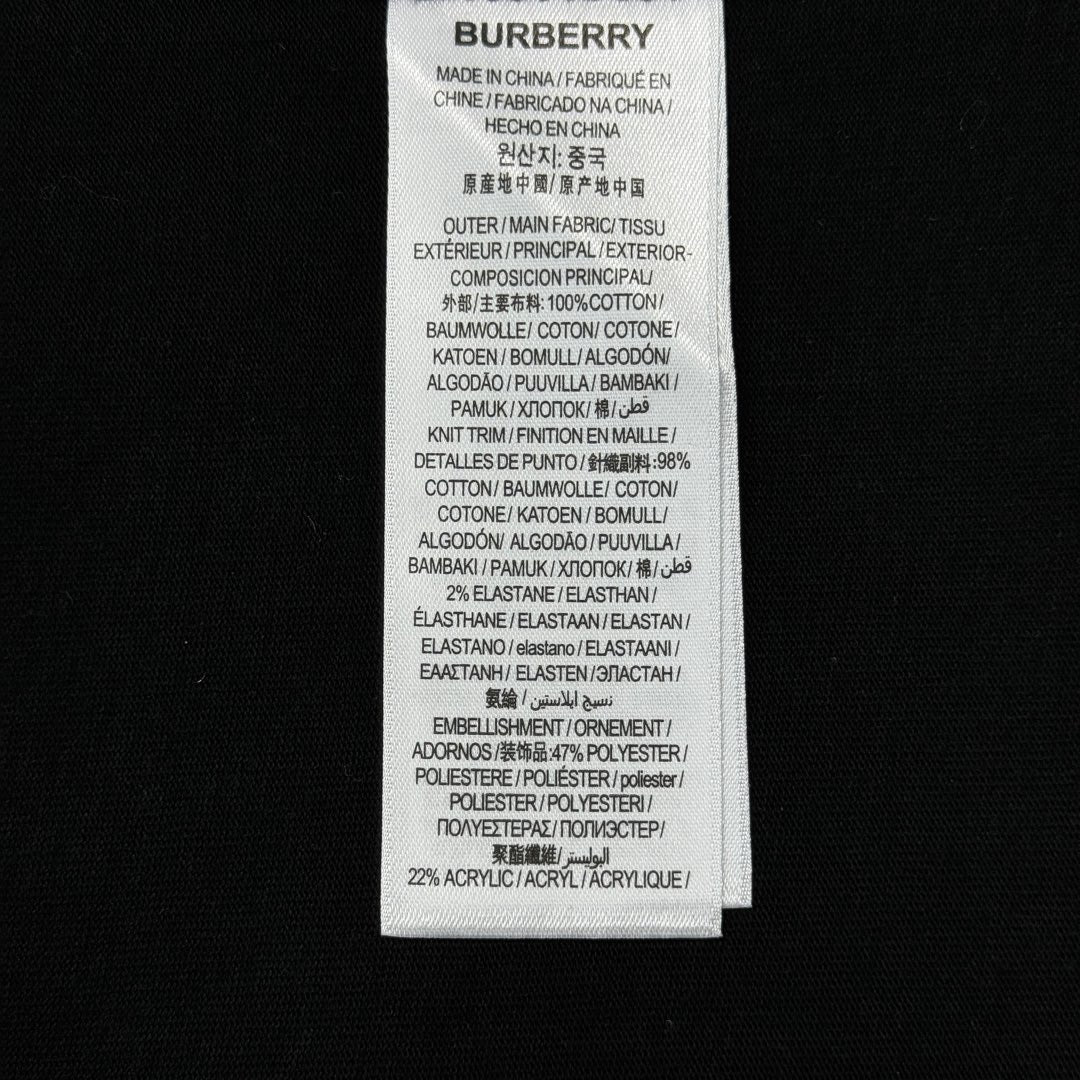 BURBERRY
MADE IN CHINA / FABRIQUÉ EN
CHINE / FABRICADO NA CHINA /
HECHO EN CHINA
원산지: 중국
原産地中國/ 原产地中国
OUTER / MAIN FABRIC/ TISSU
EXTÉRIEUR / PRINCIPAL / EXTERIOR-
COMPOSICION PRINCIPAL/
外部/主要布料: 100%COTTON /
BAUMWOLLE/ COTON/ COTONE /
KATOEN / BOMULL / ALGODÓN/
ALGODÃO / PUUVILLA / BAMBAKI /
PAMUK / ХЛОПОК/ 棉/ قطن
KNIT TRIM / FINITION EN MAILLE /
DETALLES DE PUNTO / 針織副料:98%
COTTON / BAUMWOLLE/ COTON/
COTONE/ KATOEN / BOMULL/
ALGODÓN/ ALGODÃO / PUUVILLA /
BAMBAKI / PAMUK / ХЛОПОК/ 棉/ قطن
2% ELASTANE / ELASTHAN /
ÉLASTHANE / ELASTAAN / ELASTAN /
ELASTANO / elastano / ELASTAANI /
ΕΑΑΣΤΑΝΗ / ELASTEN /ЭЛАСТАН /
氨綸 / نسيج ايلاستين
EMBELLISHMENT / ORNEMENT /
ADORNOS /装饰品:47% POLYESTER /
POLIESTERE / POLIÉSTER / poliester /
POLIESTER / POLYESTERI /
ΠΟΛΥΕΣΤΕΡΑΣ/ ПОЛИЭСТЕР/
聚酯纖維/ البوليستر
22% ACRYLIC / ACRYL / ACRYLIQUE /